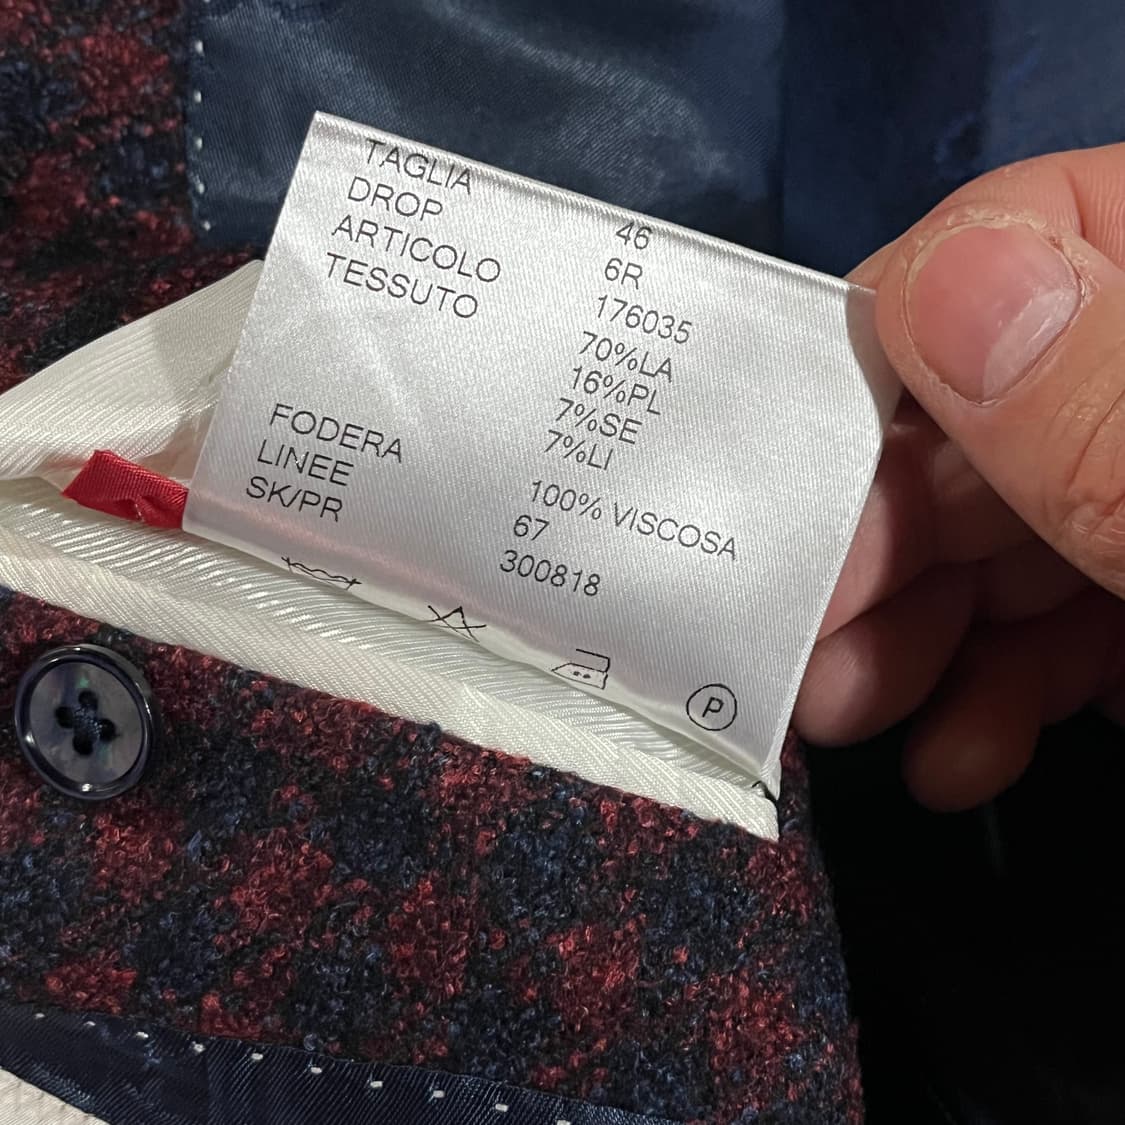 TAGLIA 46
DROP 6R
ARTICOLO 176035
TESSUTO 70%LA
16%PL
7%SE
7%LI
FODERA 100% VISCOSA
LINEE 67
SK/PR 300818
P